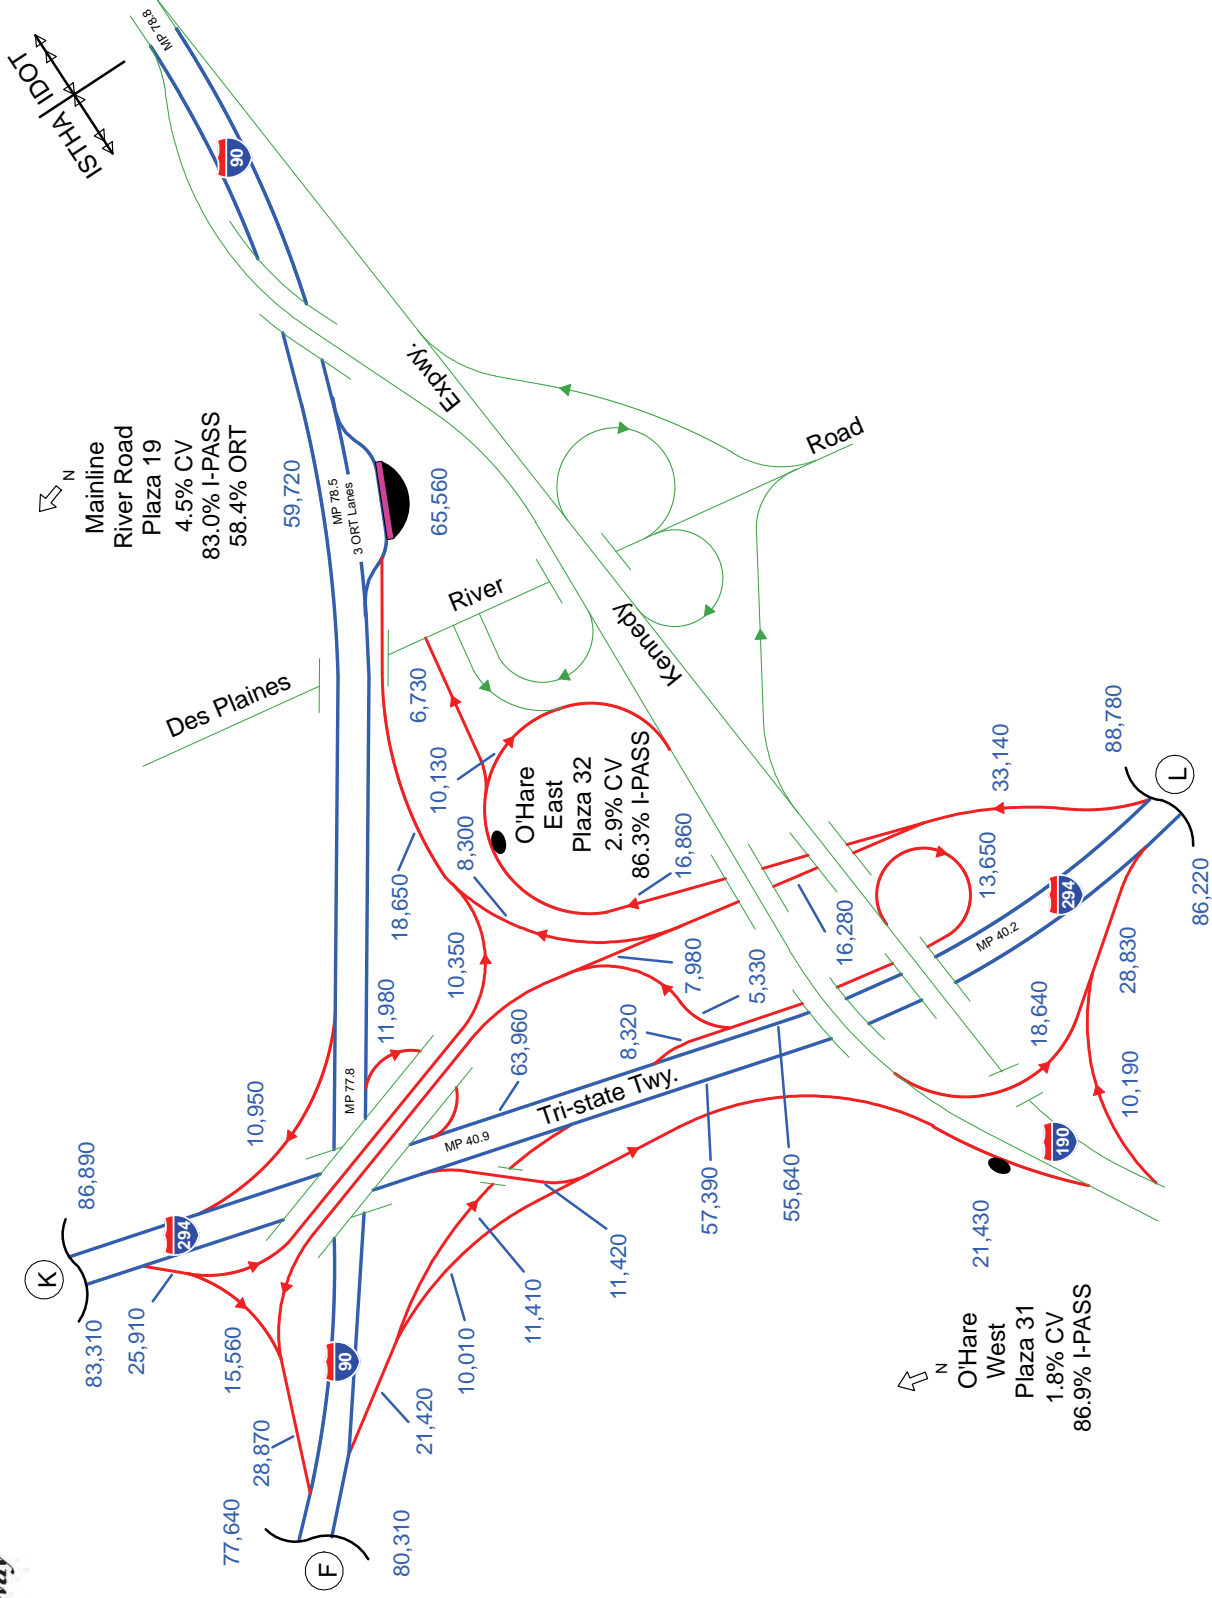 MP 78.8
ISTHA
IDOT
90
N
Mainline
River Road
Plaza 19
4.5% CV
83.0% I-PASS
58.4% ORT
59,720
MP 78.5
3 ORT Lanes
65,560
Expwy.
Road
River
Kennedy
Des Plaines
6,730
10,130
O'Hare
East
Plaza 32
2.9% CV
86.3% I-PASS
8,300
18,650
16,860
33,140
88,780
L
13,650
294
86,220
MP 40.2
16,280
10,350
7,980
5,330
11,980
8,320
63,960
28,830
18,640
MP 77.8
10,950
Tri-state Twy.
MP 40.9
10,190
190
86,890
57,390
55,640
294
K
11,420
21,430
11,410
83,310
25,910
15,560
10,010
90
O'Hare
West
Plaza 31
1.8% CV
86.9% I-PASS
N
21,420
28,870
77,640
80,310
F